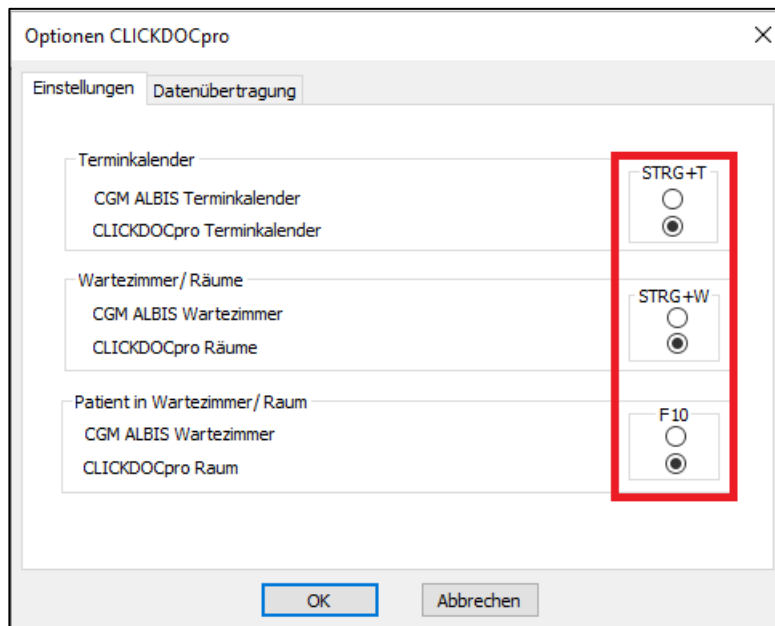 Optionen CLICKDOCpro
Einstellungen Datenübertragung
Terminkalender
STRG+T
CGM ALBIS Terminkalender
CLICKDOCpro Terminkalender
Wartezimmer/ Räume
STRG+W
CGM ALBIS Wartezimmer
CLICKDOCpro Räume
Patient in Wartezimmer/ Raum
F10
CGM ALBIS Wartezimmer
CLICKDOCpro Raum
OK Abbrechen